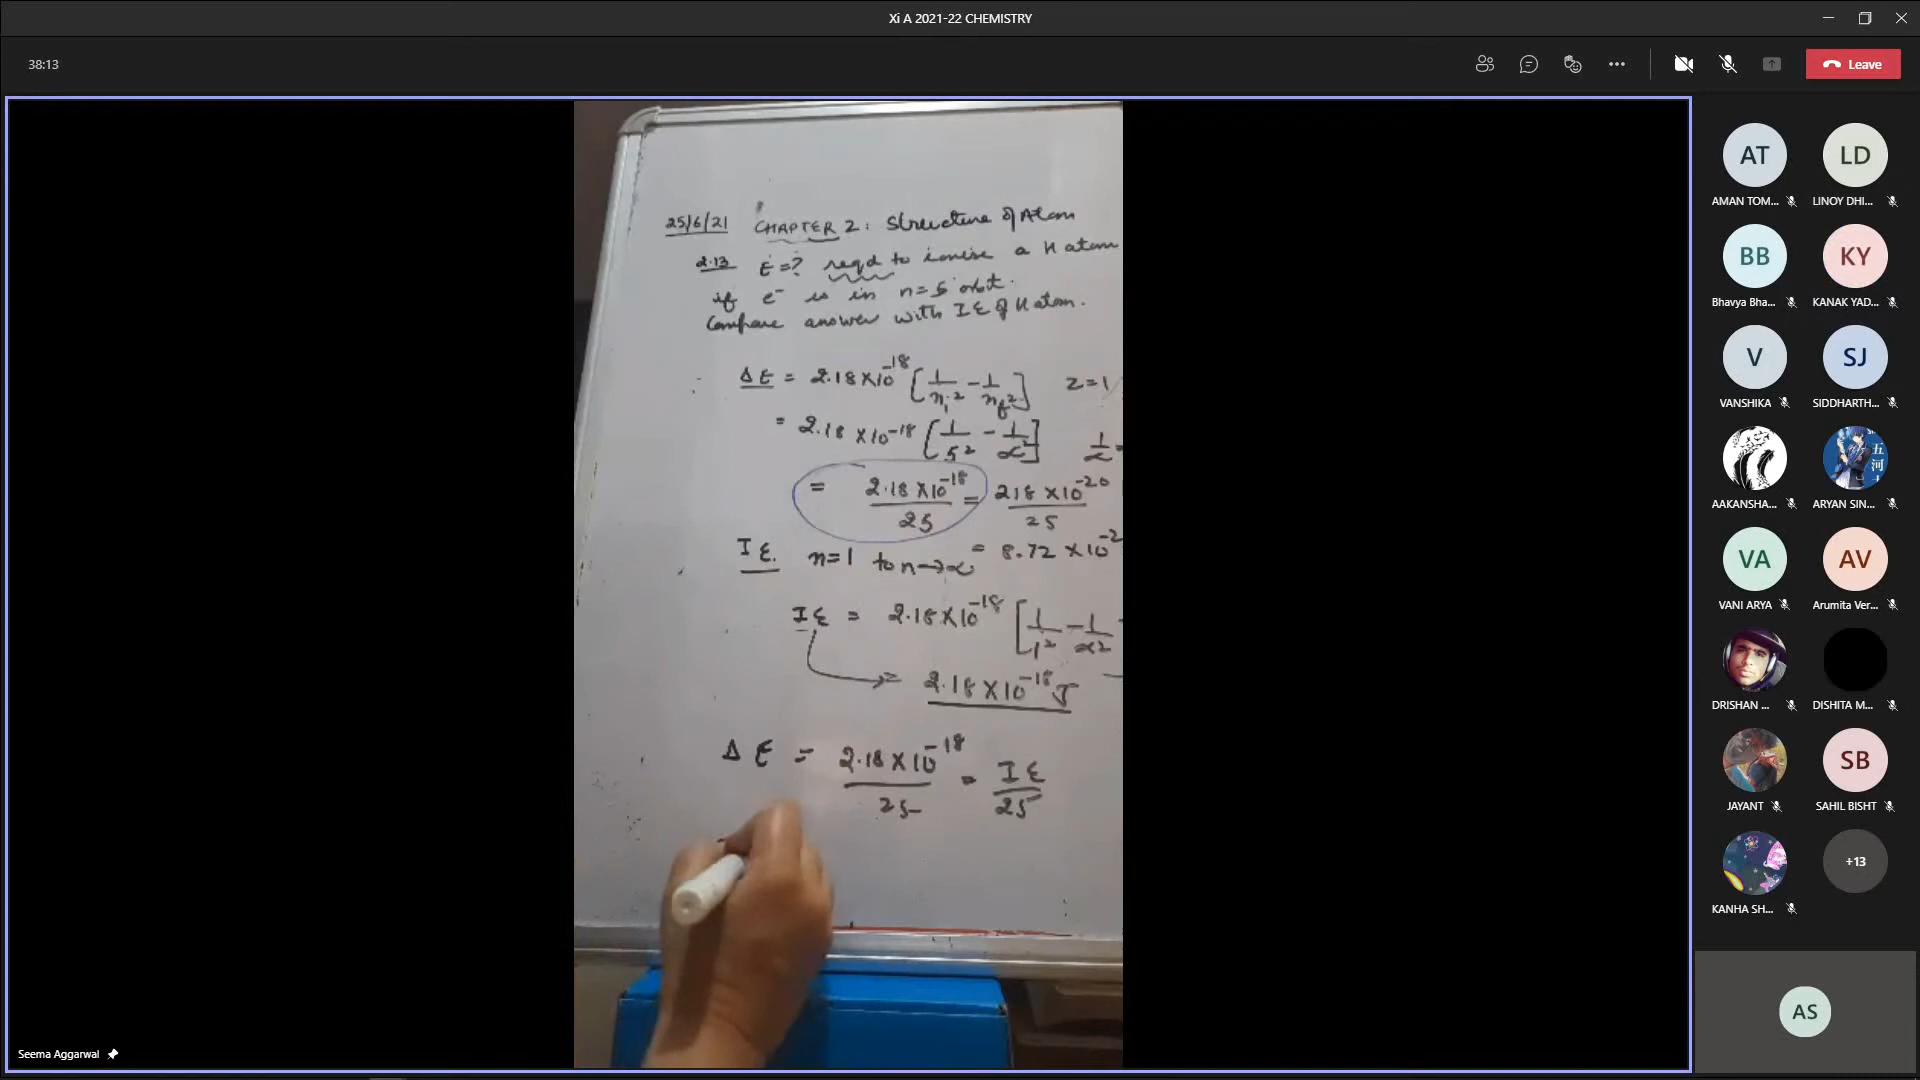 Xi A 2021-22 CHEMISTRY
38:13
Leave
25/6/21 CHAPTER 2: Structure of Atom
2.13 E=? reqd to ionise a H atom
if e⁻ is in n=5 orbit.
Compare answer with IE of H atom.
ΔE = 2.18×10⁻¹⁸ [1/nᵢ² − 1/n_f²] Z=1
= 2.18×10⁻¹⁸ [1/5² − 1/∝²] 1/∝ =
= 2.18×10⁻¹⁸/25 = 218×10⁻²⁰/25
IE. n=1 to n→∝ = 8.72×10⁻²
IE = 2.18×10⁻¹⁸ [1/1² − 1/∝²
= 2.18×10⁻¹⁸ J
ΔE = 2.18×10⁻¹⁸/25 = IE/25
Seema Aggarwal
AT LD
AMAN TOM... LINOY DHI...
BB KY
Bhavya Bha... KANAK YAD...
V SJ
VANSHIKA SIDDHARTH...
五
河
AAKANSHA... ARYAN SIN...
VA AV
VANI ARYA Arumita Ver...
DRISHAN ... DISHITA M...
SB
JAYANT SAHIL BISHT
+13
KANHA SH...
AS